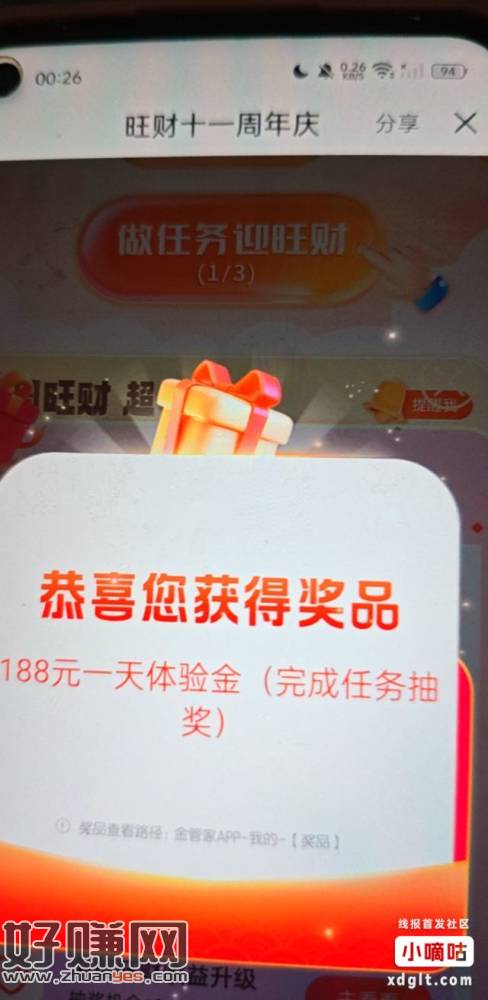 00:26
0.26
KB/S
94
旺财十一周年庆
分享
做任务迎旺财
(1/3)
旺财 超
提醒我
恭喜您获得奖品
188元一天体验金（完成任务抽
奖）
奖品查看路径：金管家APP-我的-【奖品】
线报首发社区
小嘀咕
xdglt.com
好赚网
www.zhuanyes.com
益升级